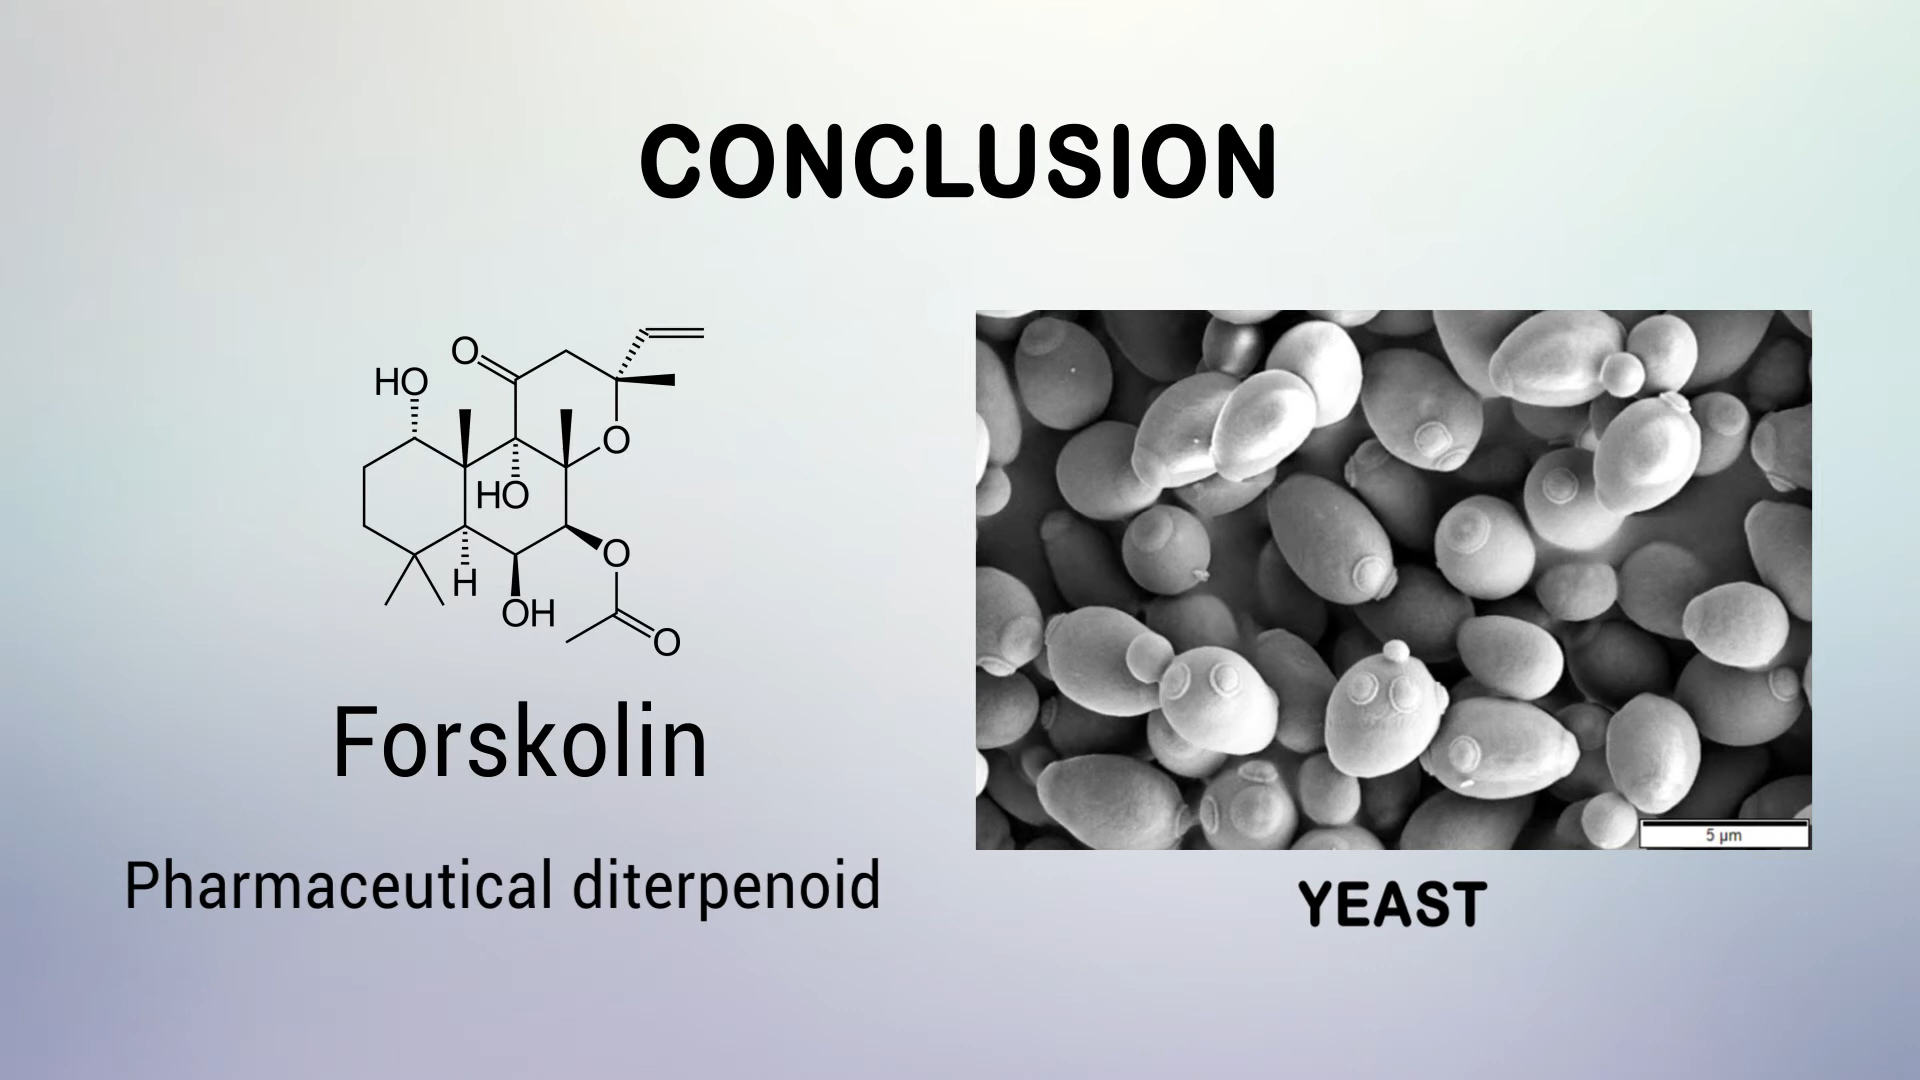 CONCLUSION
O
HO
O
HO
O
H
OH
O
Forskolin
Pharmaceutical diterpenoid
5 µm
YEAST